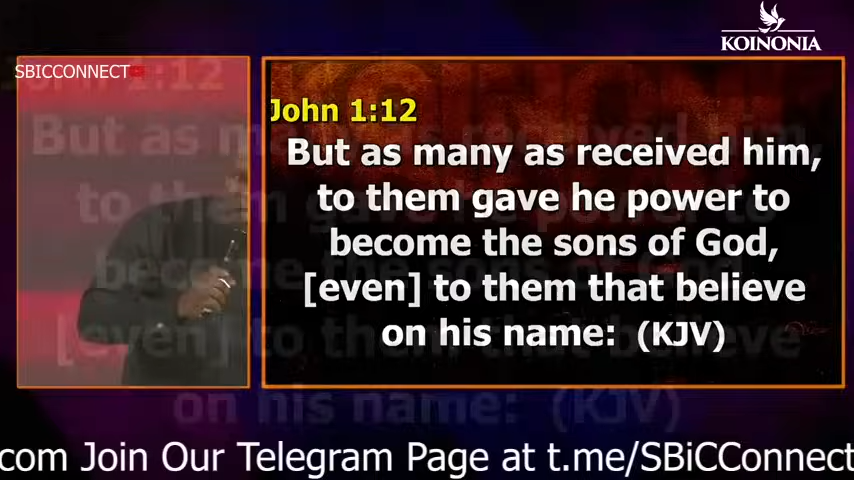 KOINONIA
SBICCONNECT
John 1:12
But as many as received him,
to them gave he power to
become the sons of God,
[even] to them that believe
on his name: (KJV)
.com Join Our Telegram Page at t.me/SBiCConnect